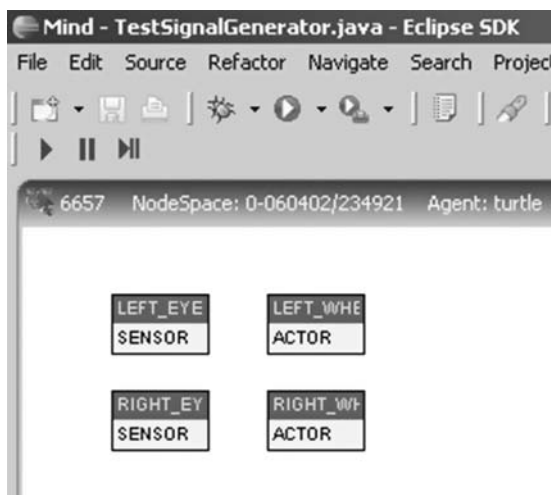 Mind - TestSignalGenerator.java - Eclipse SDK
File Edit Source Refactor Navigate Search Project
6657 NodeSpace: 0-060402/234921 Agent: turtle
LEFT_EYE LEFT_WHE
SENSOR ACTOR
RIGHT_EY RIGHT_WH
SENSOR ACTOR